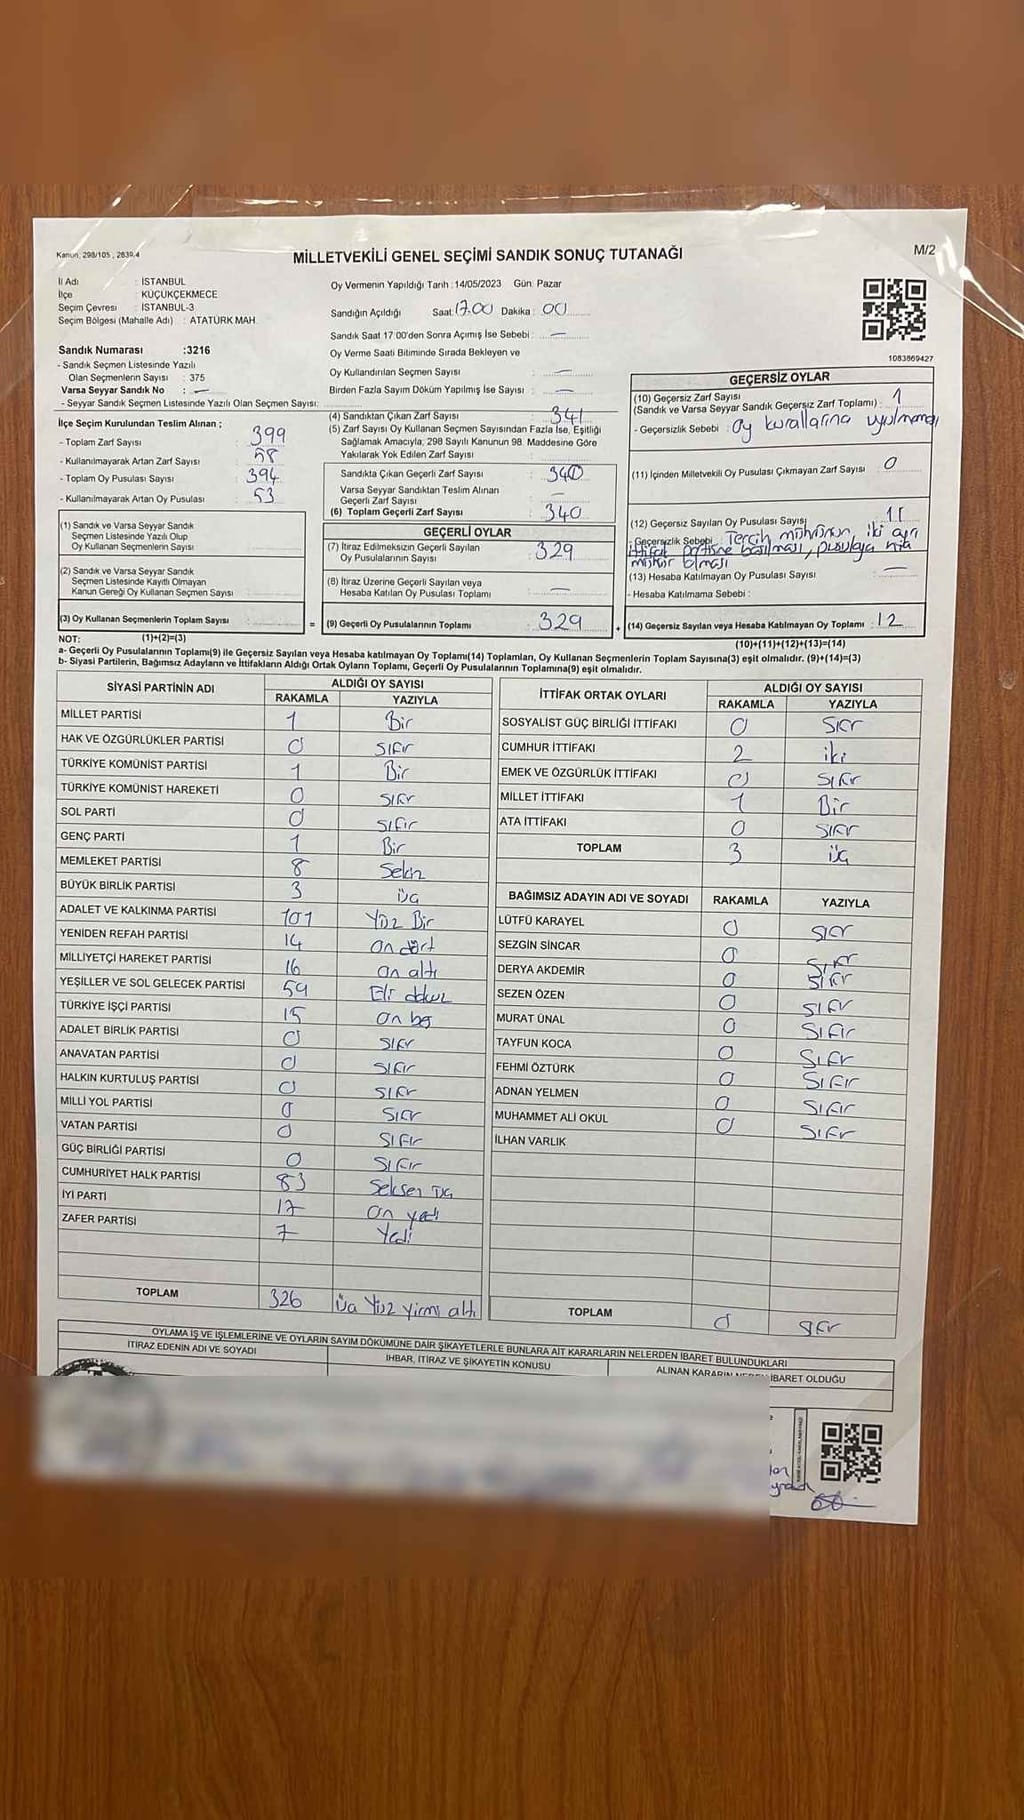 Kanun, 298/105 , 2839.4
MİLLETVEKİLİ GENEL SEÇİMİ SANDIK SONUÇ TUTANAĞI
M/2
İl Adı : İSTANBUL
İlçe : KÜÇÜKÇEKMECE
Seçim Çevresi : İSTANBUL-3
Seçim Bölgesi (Mahalle Adı) : ATATÜRK MAH.
Sandık Numarası :3216
- Sandık Seçmen Listesinde Yazılı
Olan Seçmenlerin Sayısı : 375
Varsa Seyyar Sandık No : —
- Seyyar Sandık Seçmen Listesinde Yazılı Olan Seçmen Sayısı:
Oy Vermenin Yapıldığı Tarih :14/05/2023 Gün: Pazar
Sandığın Açıldığı Saat: 17.00 Dakika: 00
Sandık Saat 17:00'den Sonra Açımış İse Sebebi : —
Oy Verme Saati Bitiminde Sırada Bekleyen ve
Oy Kullandırılan Seçmen Sayısı : —
Birden Fazla Sayım Döküm Yapılmış İse Sayısı : —
1083869427
İlçe Seçim Kurulundan Teslim Alınan ;
- Toplam Zarf Sayısı : 399
- Kullanılmayarak Artan Zarf Sayısı : 58
- Toplam Oy Pusulası Sayısı : 394
- Kullanılmayarak Artan Oy Pusulası : 53
(4) Sandıktan Çıkan Zarf Sayısı : 341
(5) Zarf Sayısı Oy Kullanan Seçmen Sayısından Fazla İse, Eşitliği
Sağlamak Amacıyla, 298 Sayılı Kanunun 98. Maddesine Göre
Yakılarak Yok Edilen Zarf Sayısı :
Sandıkta Çıkan Geçerli Zarf Sayısı : 340
Varsa Seyyar Sandıktan Teslim Alınan
Geçerli Zarf Sayısı : —
(6) Toplam Geçerli Zarf Sayısı : 340
GEÇERSİZ OYLAR
(10) Geçersiz Zarf Sayısı
(Sandık ve Varsa Seyyar Sandık Geçersiz Zarf Toplamı) : 1
- Geçersizlik Sebebi : Oy kurallarına uyulmaması
(11) İçinden Milletvekili Oy Pusulası Çıkmayan Zarf Sayısı : 0
(12) Geçersiz Sayılan Oy Pusulası Sayısı : 11
- Geçersizlik Sebebi : Tercih mührünün, iki ayrı
ittifak partisine basılması, pusulaya
mühür olması
(13) Hesaba Katılmayan Oy Pusulası Sayısı : —
- Hesaba Katılmama Sebebi :
(14) Geçersiz Sayılan veya Hesaba Katılmayan Oy Toplamı : 12
(1) Sandık ve Varsa Seyyar Sandık
Seçmen Listesinde Yazılı Olup
Oy Kullanan Seçmenlerin Sayısı :
(2) Sandık ve Varsa Seyyar Sandık
Seçmen Listesinde Kayıtlı Olmayan
Kanun Gereği Oy Kullanan Seçmen Sayısı :
(3) Oy Kullanan Seçmenlerin Toplam Sayısı :
GEÇERLİ OYLAR
(7) İtiraz Edilmeksizin Geçerli Sayılan
Oy Pusulalarının Sayısı : 329
(8) İtiraz Üzerine Geçerli Sayılan veya
Hesaba Katılan Oy Pusulası Toplamı : —
= (9) Geçerli Oy Pusulalarının Toplamı : 329 +
NOT: (1)+(2)=(3) (10)+(11)+(12)+(13)=(14)
a- Geçerli Oy Pusulalarının Toplamı(9) ile Geçersiz Sayılan veya Hesaba katılmayan Oy Toplamı(14) Toplamları, Oy Kullanan Seçmenlerin Toplam Sayısına(3) eşit olmalıdır. (9)+(14)=(3)
b- Siyasi Partilerin, Bağımsız Adayların ve İttifakların Aldığı Ortak Oyların Toplamı, Geçerli Oy Pusulalarının Toplamına(9) eşit olmalıdır.
SİYASİ PARTİNİN ADI ALDIĞI OY SAYISI
RAKAMLA YAZIYLA
MİLLET PARTİSİ 1 Bir
HAK VE ÖZGÜRLÜKLER PARTİSİ 0 sıfır
TÜRKİYE KOMÜNİST PARTİSİ 1 Bir
TÜRKİYE KOMÜNİST HAREKETİ 0 sıfır
SOL PARTİ 0 sıfır
GENÇ PARTİ 1 Bir
MEMLEKET PARTİSİ 8 Sekiz
BÜYÜK BİRLİK PARTİSİ 3 üç
ADALET VE KALKINMA PARTİSİ 101 Yüz Bir
YENİDEN REFAH PARTİSİ 14 on dört
MİLLİYETÇİ HAREKET PARTİSİ 16 on altı
YEŞİLLER VE SOL GELECEK PARTİSİ 59 Elli dokuz
TÜRKİYE İŞÇİ PARTİSİ 15 on beş
ADALET BİRLİK PARTİSİ 0 sıfır
ANAVATAN PARTİSİ 0 sıfır
HALKIN KURTULUŞ PARTİSİ 0 sıfır
MİLLİ YOL PARTİSİ 0 sıfır
VATAN PARTİSİ 0 sıfır
GÜÇ BİRLİĞİ PARTİSİ 0 sıfır
CUMHURİYET HALK PARTİSİ 83 Seksen üç
İYİ PARTİ 17 on yedi
ZAFER PARTİSİ 7 Yedi
TOPLAM 326 üç Yüz yirmi altı
İTTİFAK ORTAK OYLARI ALDIĞI OY SAYISI
RAKAMLA YAZIYLA
SOSYALİST GÜÇ BİRLİĞİ İTTİFAKI 0 sıfır
CUMHUR İTTİFAKI 2 iki
EMEK VE ÖZGÜRLÜK İTTİFAKI 0 sıfır
MİLLET İTTİFAKI 1 Bir
ATA İTTİFAKI 0 sıfır
TOPLAM 3 üç
BAĞIMSIZ ADAYIN ADI VE SOYADI RAKAMLA YAZIYLA
LÜTFÜ KARAYEL 0 sıfır
SEZGİN SİNCAR 0 sıfır
DERYA AKDEMİR 0 sıfır
SEZEN ÖZEN 0 sıfır
MURAT ÜNAL 0 sıfır
TAYFUN KOCA 0 sıfır
FEHMİ ÖZTÜRK 0 sıfır
ADNAN YELMEN 0 sıfır
MUHAMMET ALİ OKUL 0 sıfır
İLHAN VARLIK
TOPLAM 0 sıfır
OYLAMA İŞ VE İŞLEMLERİNE VE OYLARIN SAYIM DÖKÜMÜNE DAİR ŞİKAYETLERLE BUNLARA AİT KARARLARIN NELERDEN İBARET BULUNDUKLARI
İTİRAZ EDENİN ADI VE SOYADI İHBAR, İTİRAZ VE ŞİKAYETİN KONUSU ALINAN KARARIN NEDEN İBARET OLDUĞU